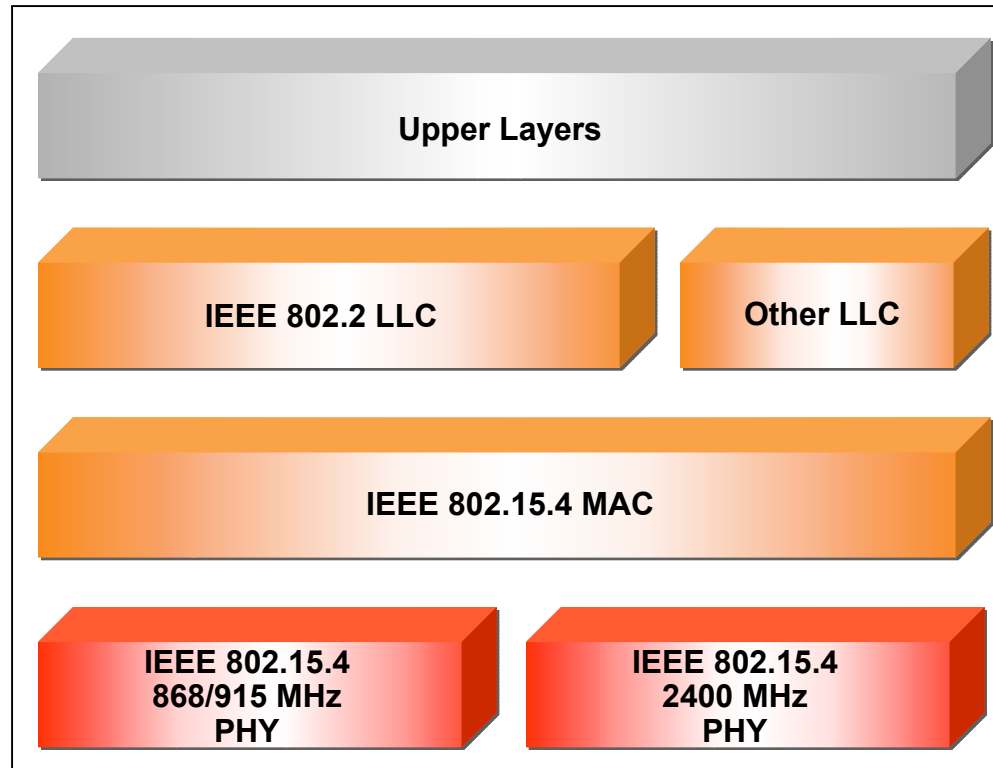 Upper Layers
IEEE 802.2 LLC
Other LLC
IEEE 802.15.4 MAC
IEEE 802.15.4
868/915 MHz
PHY
IEEE 802.15.4
2400 MHz
PHY